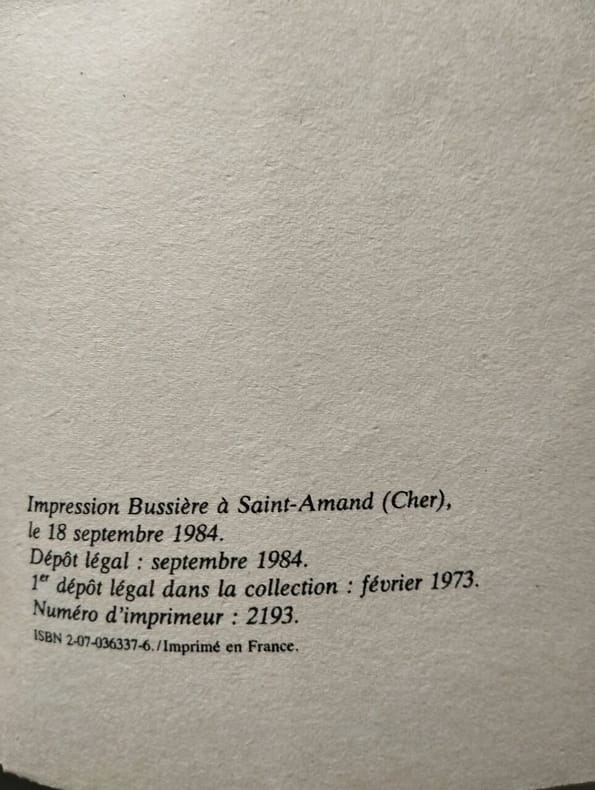 Impression Bussière à Saint-Amand (Cher),
le 18 septembre 1984.
Dépôt légal : septembre 1984.
1er dépôt légal dans la collection : février 1973.
Numéro d'imprimeur : 2193.
ISBN 2-07-036337-6./Imprimé en France.